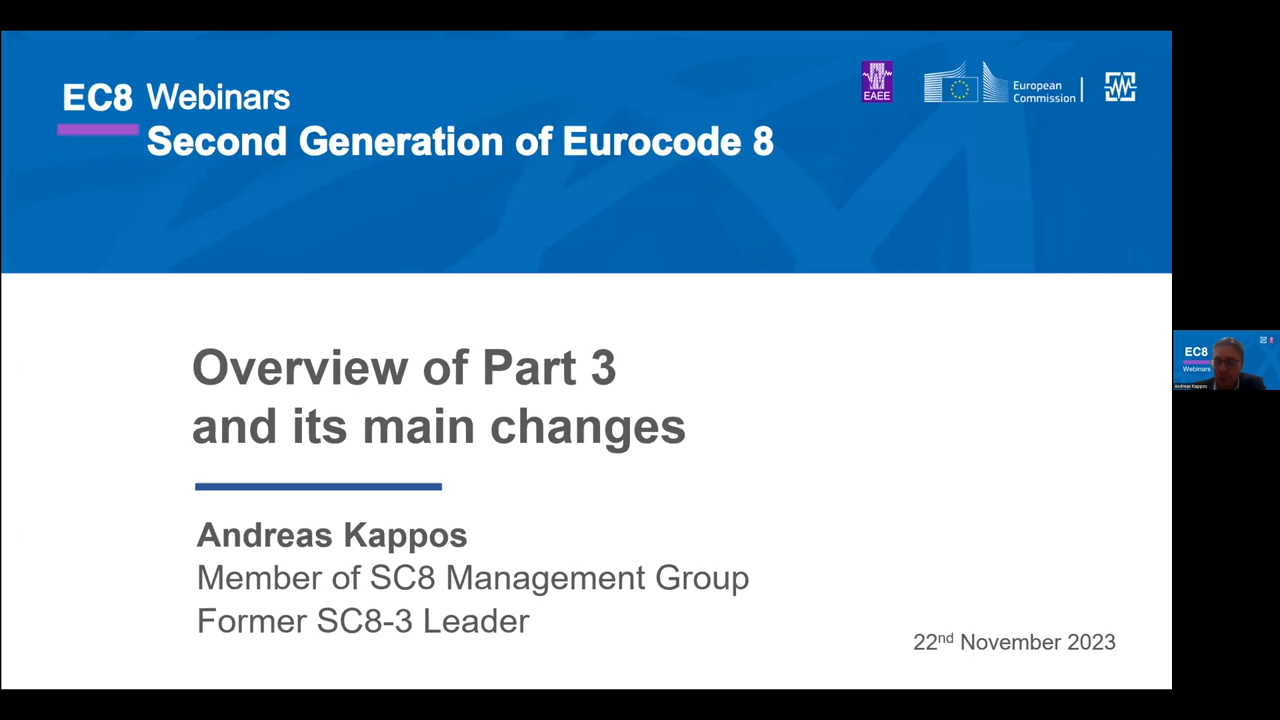 EC8 Webinars
Second Generation of Eurocode 8
EAEE
European
Commission
Overview of Part 3
and its main changes
Andreas Kappos
Member of SC8 Management Group
Former SC8-3 Leader
22nd November 2023
EC8
Webinars
Andreas Kappos